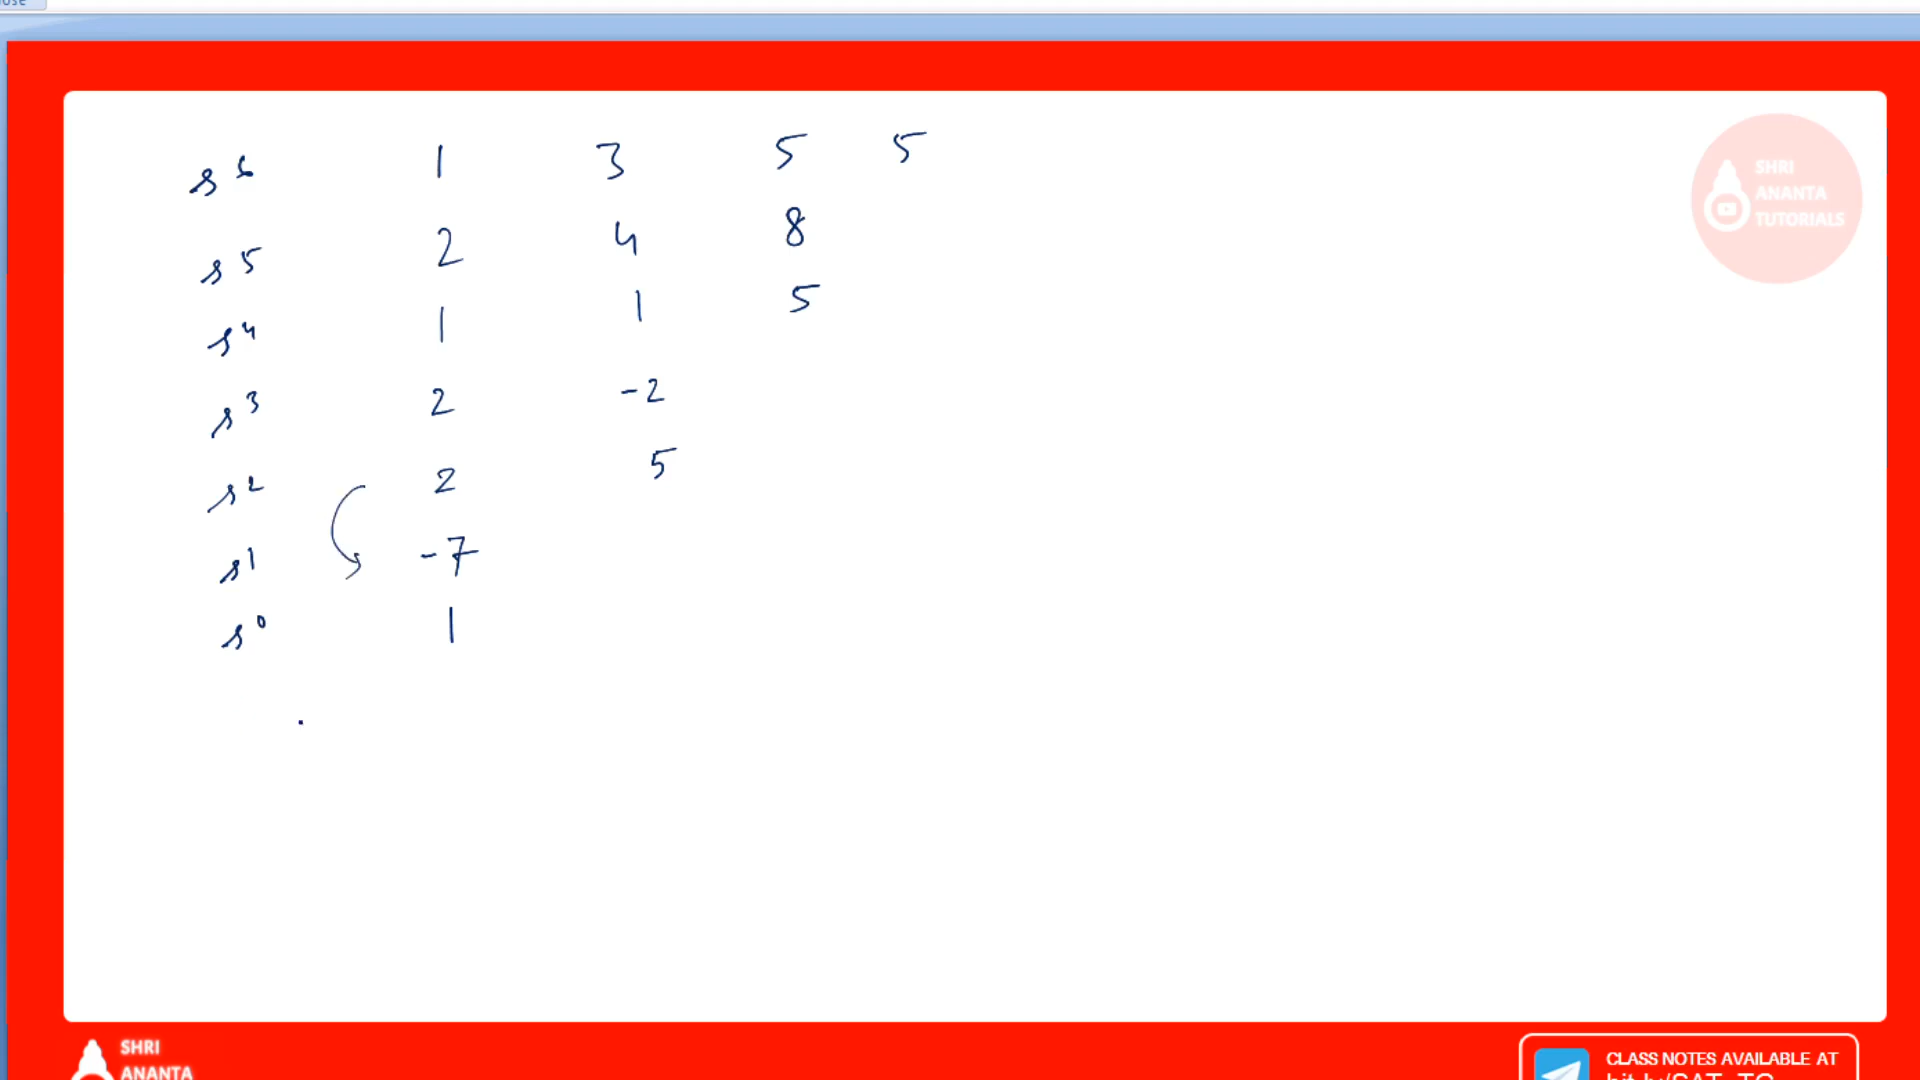 ose
s⁶ 1 3 5 5
s⁵ 2 4 8
s⁴ 1 1 5
s³ 2 -2
s² 2 5
s¹ -7
s⁰ 1
SHRI
ANANTA
TUTORIALS
SHRI
ANANTA
CLASS NOTES AVAILABLE AT